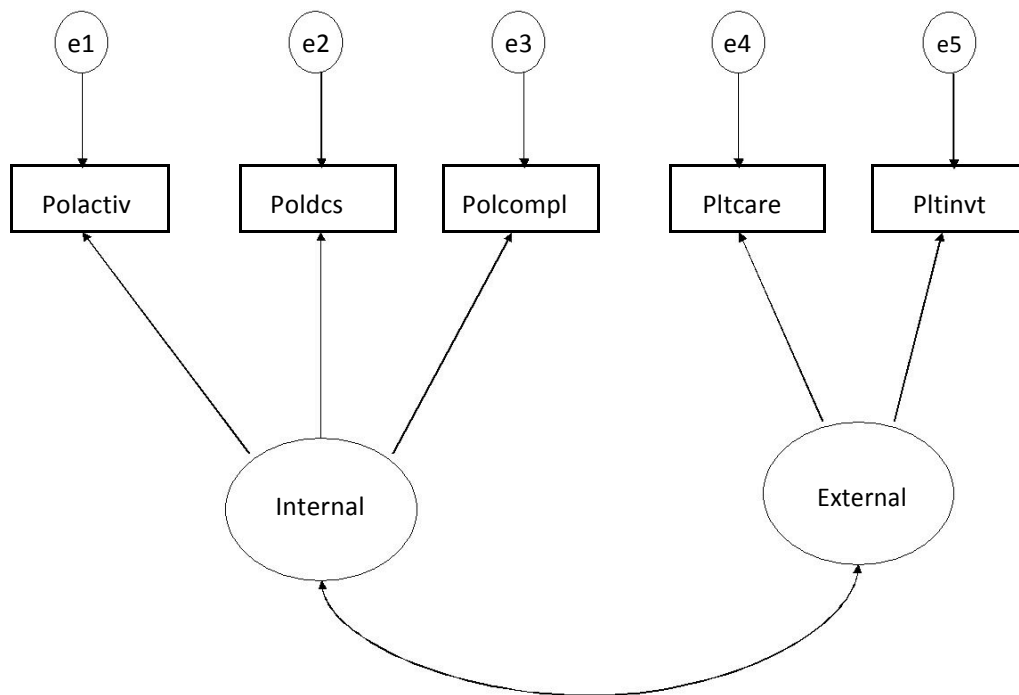 e1
e2
e3
e4
e5
Polactiv
Poldcs
Polcompl
Pltcare
Pltinvt
Internal
External